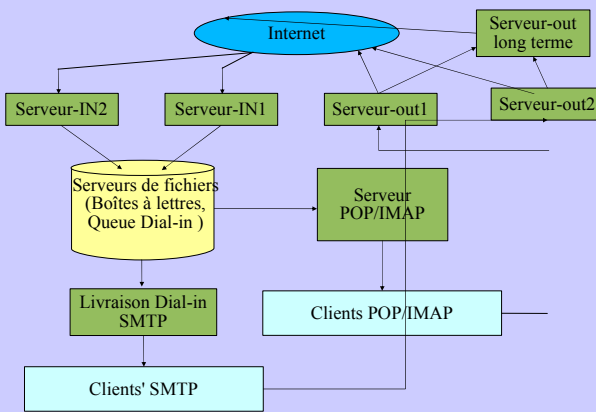 Internet
Serveur-out
long terme
Serveur-IN2
Serveur-IN1
Serveur-out1
Serveur-out2
Serveurs de fichiers
(Boîtes à lettres,
Queue Dial-in )
Serveur
POP/IMAP
Livraison Dial-in
SMTP
Clients POP/IMAP
Clients' SMTP